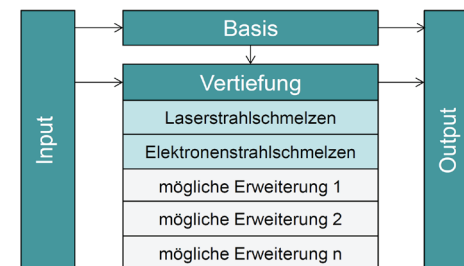 Input
Basis
Vertiefung
Laserstrahlschmelzen
Elektronenstrahlschmelzen
mögliche Erweiterung 1
mögliche Erweiterung 2
mögliche Erweiterung n
Output